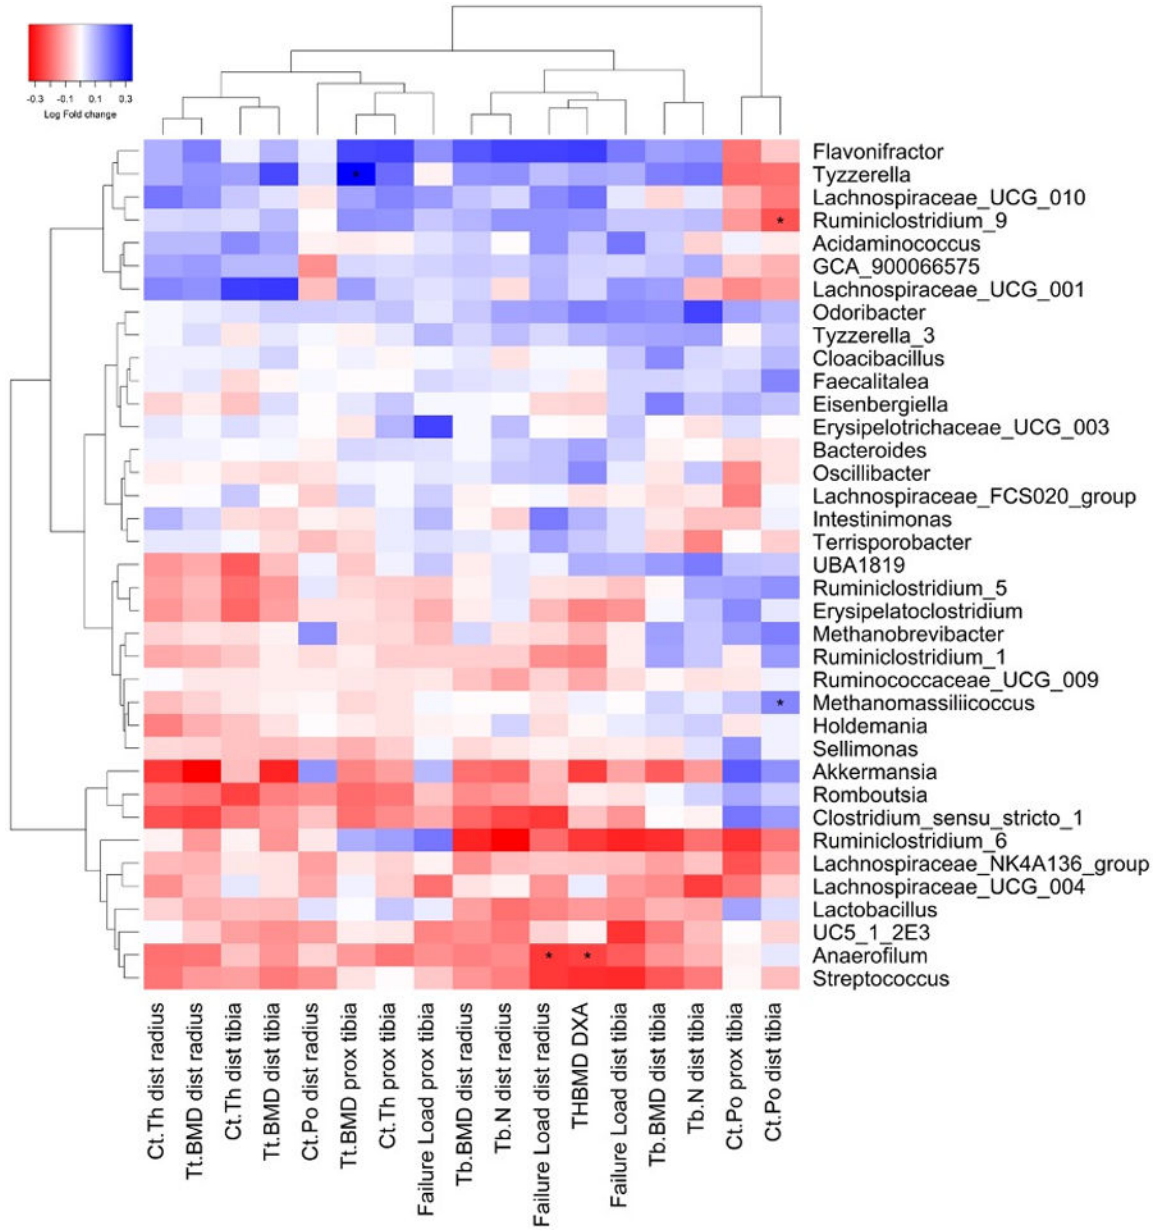 -0.3 -0.1 0.1 0.3
Log Fold change
Flavonifractor
Tyzzerella
*
Lachnospiraceae_UCG_010
Ruminiclostridium_9
*
Acidaminococcus
GCA_900066575
Lachnospiraceae_UCG_001
Odoribacter
Tyzzerella_3
Cloacibacillus
Faecalitalea
Eisenbergiella
Erysipelotrichaceae_UCG_003
Bacteroides
Oscillibacter
Lachnospiraceae_FCS020_group
Intestinimonas
Terrisporobacter
UBA1819
Ruminiclostridium_5
Erysipelatoclostridium
Methanobrevibacter
Ruminiclostridium_1
Ruminococcaceae_UCG_009
Methanomassiliicoccus
*
Holdemania
Sellimonas
Akkermansia
Romboutsia
Clostridium_sensu_stricto_1
Ruminiclostridium_6
Lachnospiraceae_NK4A136_group
Lachnospiraceae_UCG_004
Lactobacillus
UC5_1_2E3
Anaerofilum
* *
Streptococcus
Ct.Th dist radius
Tt.BMD dist radius
Ct.Th dist tibia
Tt.BMD dist tibia
Ct.Po dist radius
Tt.BMD prox tibia
Ct.Th prox tibia
Failure Load prox tibia
Tb.BMD dist radius
Tb.N dist radius
Failure Load dist radius
THBMD DXA
Failure Load dist tibia
Tb.BMD dist tibia
Tb.N dist tibia
Ct.Po prox tibia
Ct.Po dist tibia